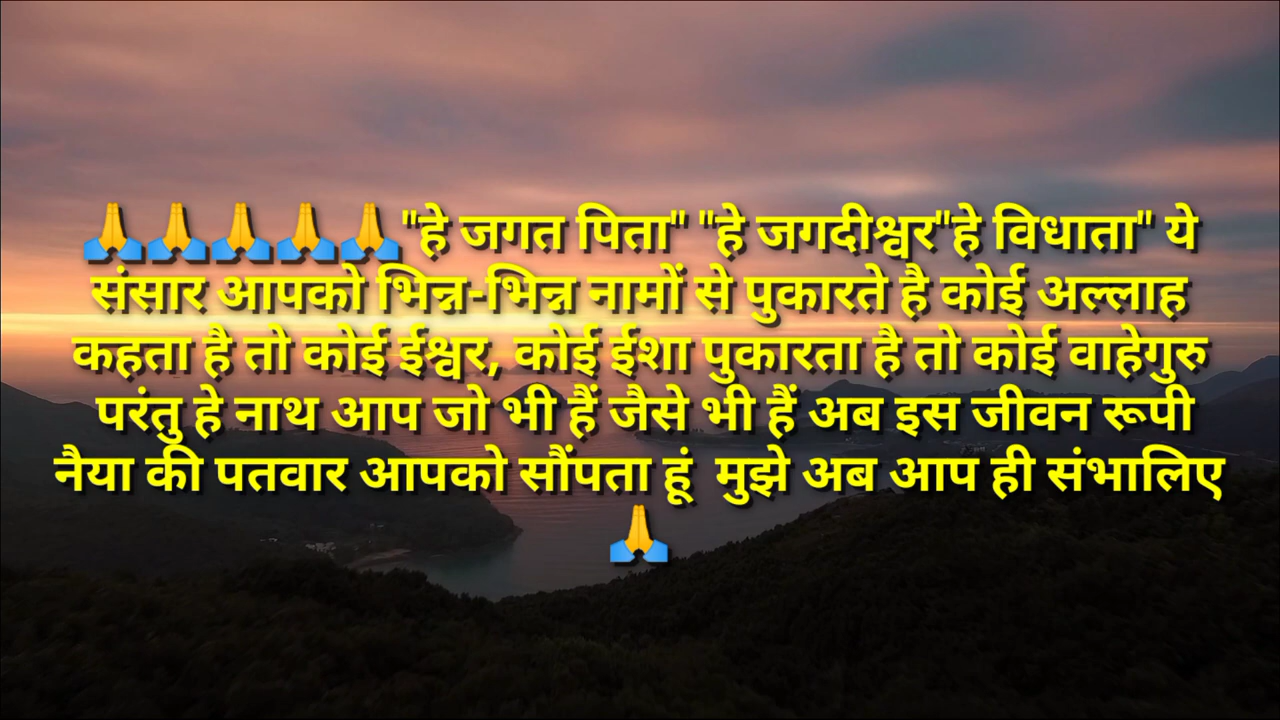 🙏🙏🙏🙏🙏"हे जगत पिता" "हे जगदीश्वर"हे विधाता" ये
संसार आपको भिन्न-भिन्न नामों से पुकारते है कोई अल्लाह
कहता है तो कोई ईश्वर, कोई ईशा पुकारता है तो कोई वाहेगुरु
परंतु हे नाथ आप जो भी हैं जैसे भी हैं अब इस जीवन रूपी
नैया की पतवार आपको सौंपता हूं  मुझे अब आप ही संभालिए
🙏